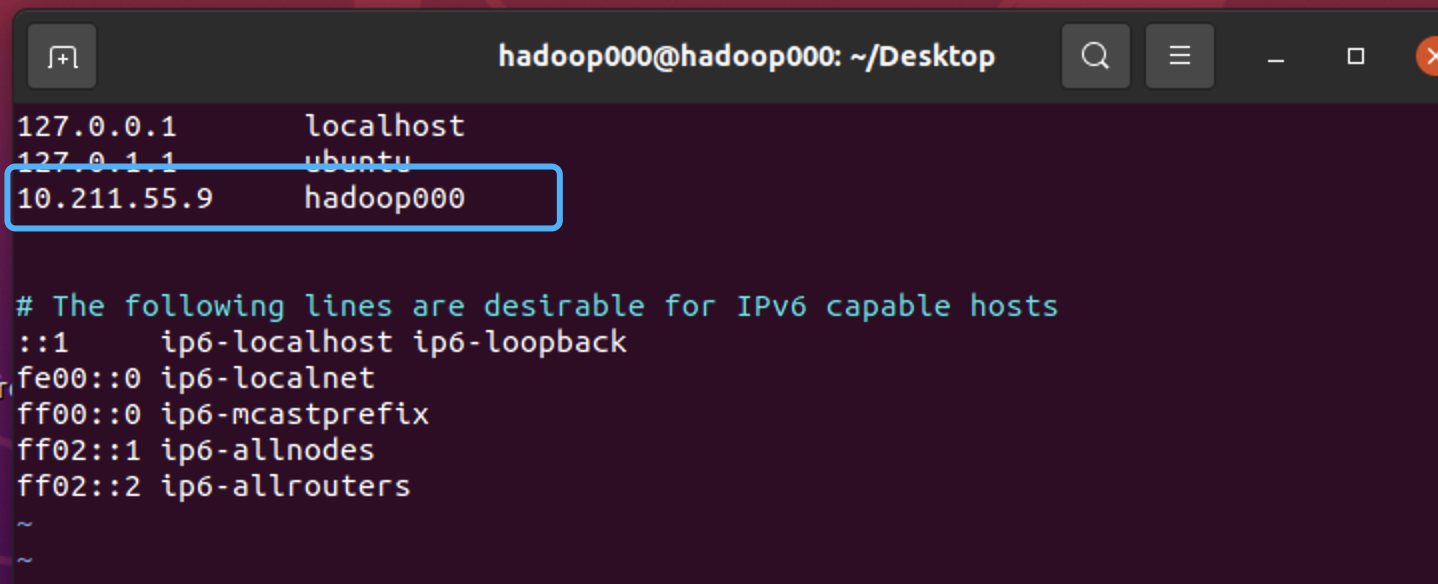 hadoop000@hadoop000: ~/Desktop
127.0.0.1 localhost
127.0.1.1 ubuntu
10.211.55.9 hadoop000
# The following lines are desirable for IPv6 capable hosts
::1 ip6-localhost ip6-loopback
fe00::0 ip6-localnet
ff00::0 ip6-mcastprefix
ff02::1 ip6-allnodes
ff02::2 ip6-allrouters
~
~